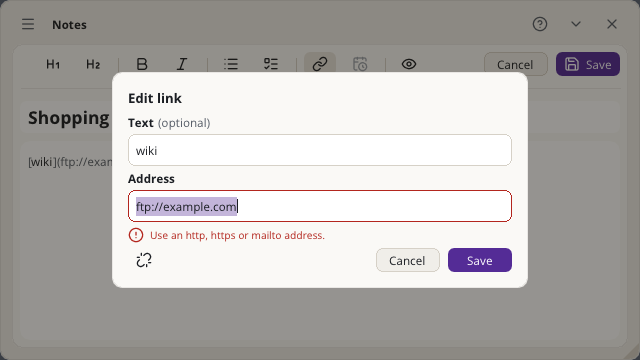 Notes
H1 H2 B I Cancel Save
Shopping
[wiki](ftp://exam
Edit link
Text (optional)
wiki
Address
ftp://example.com
Use an http, https or mailto address.
Cancel Save